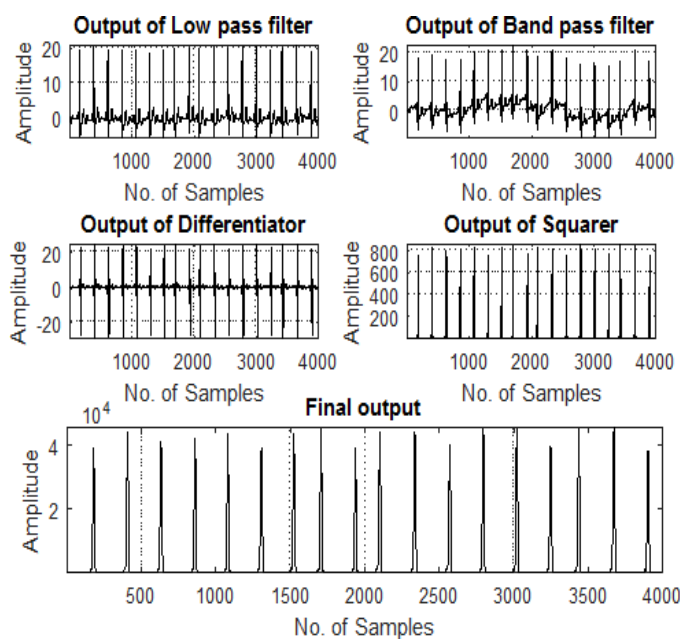 Output of Low pass filter
20
10
0
Amplitude
1000 2000 3000 4000
No. of Samples
Output of Band pass filter
20
10
0
Amplitude
1000 2000 3000 4000
No. of Samples
Output of Differentiator
20
0
-20
Amplitude
1000 2000 3000 4000
No. of Samples
Output of Squarer
800
600
400
200
Amplitude
1000 2000 3000 4000
No. of Samples
Final output
10^4
4
2
Amplitude
500 1000 1500 2000 2500 3000 3500 4000
No. of Samples